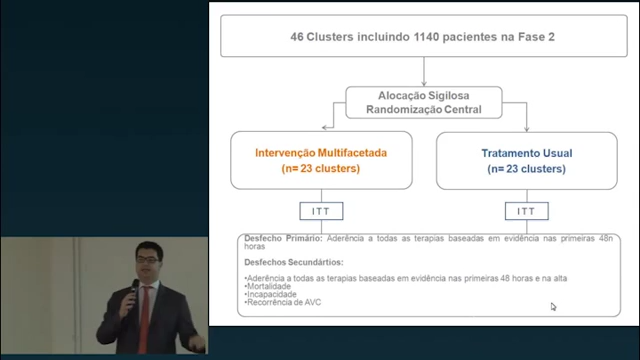 46 Clusters incluindo 1140 pacientes na Fase 2
Alocação Sigilosa
Randomização Central
Intervenção Multifacetada
(n= 23 clusters)
Tratamento Usual
(n= 23 clusters)
ITT
ITT
Desfecho Primário: Aderência a todas as terapias baseadas em evidência nas primeiras 48n
horas
Desfechos Secundártios:
•Aderência a todas as terapias baseadas em evidência nas primeiras 48 horas e na alta
•Mortalidade
•Incapacidade
•Recorrência de AVC